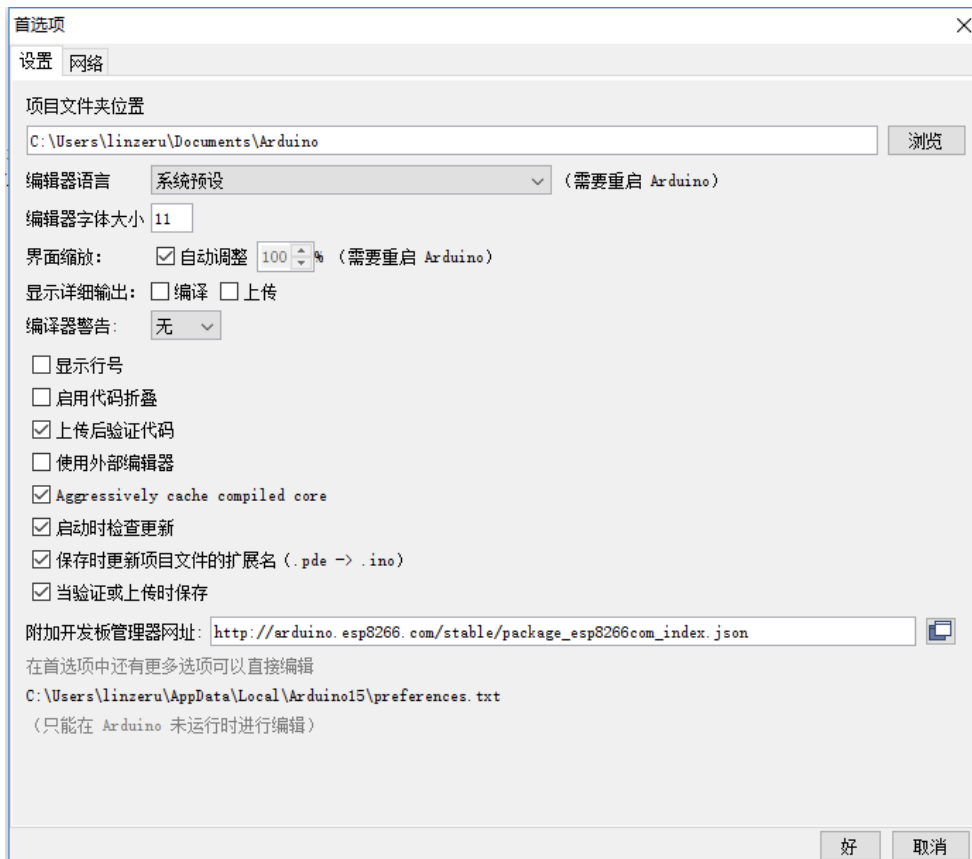 首选项
设置 网络
项目文件夹位置
C:\Users\linzeru\Documents\Arduino 浏览
编辑器语言 系统预设 （需要重启 Arduino）
编辑器字体大小 11
界面缩放： 自动调整 100 % （需要重启 Arduino）
显示详细输出： 编译 上传
编译器警告: 无
显示行号
启用代码折叠
上传后验证代码
使用外部编辑器
Aggressively cache compiled core
启动时检查更新
保存时更新项目文件的扩展名（.pde -> .ino）
当验证或上传时保存
附加开发板管理器网址: http://arduino.esp8266.com/stable/package_esp8266com_index.json
在首选项中还有更多选项可以直接编辑
C:\Users\linzeru\AppData\Local\Arduino15\preferences.txt
（只能在 Arduino 未运行时进行编辑）
好 取消